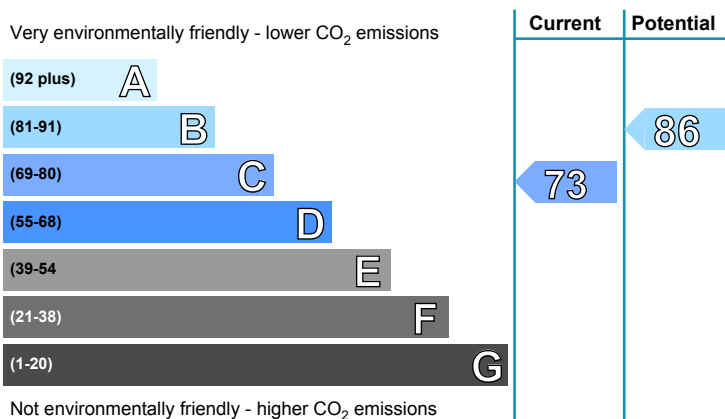 Very environmentally friendly - lower CO2 emissions
Current
Potential
(92 plus) A
(81-91) B
(69-80) C
(55-68) D
(39-54 E
(21-38) F
(1-20) G
73
86
Not environmentally friendly - higher CO2 emissions